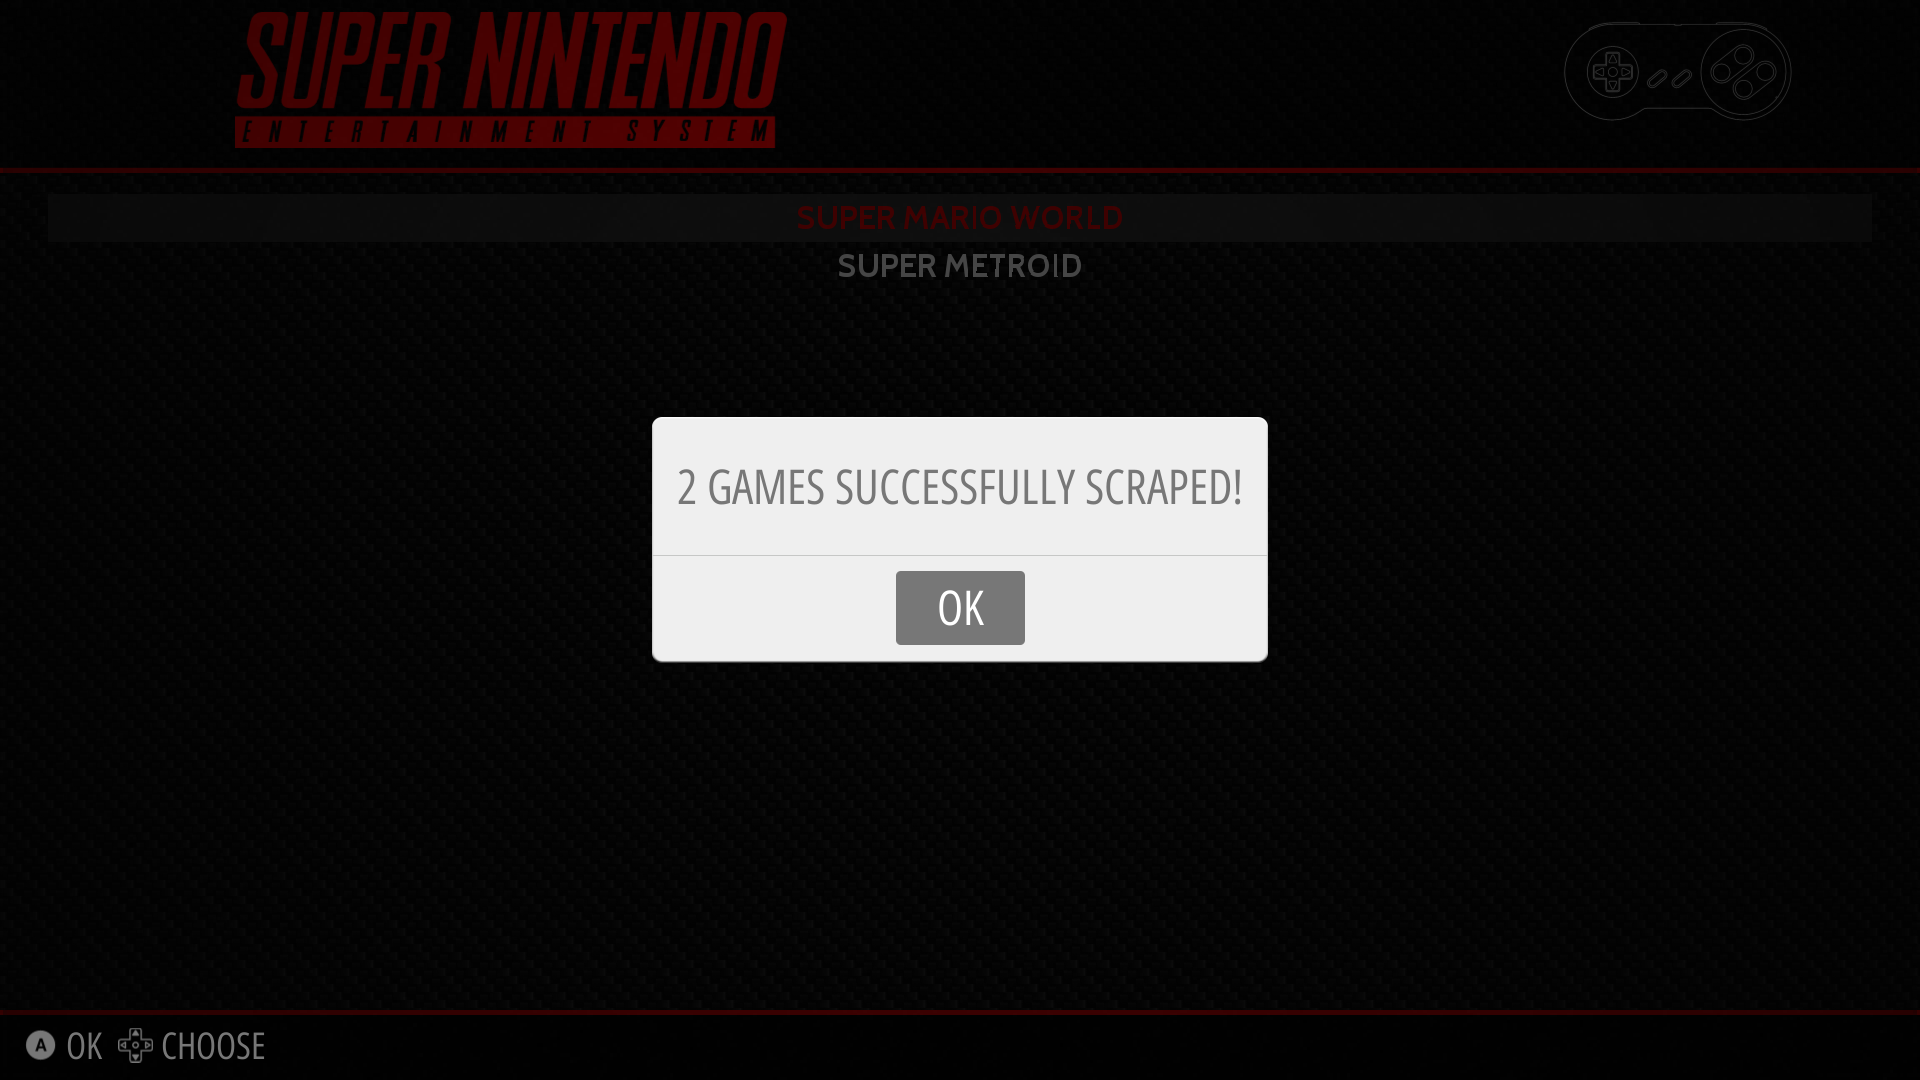 SUPER NINTENDO
ENTERTAINMENT SYSTEM
SUPER MARIO WORLD
SUPER METROID
2 GAMES SUCCESSFULLY SCRAPED!
OK
A OK CHOOSE